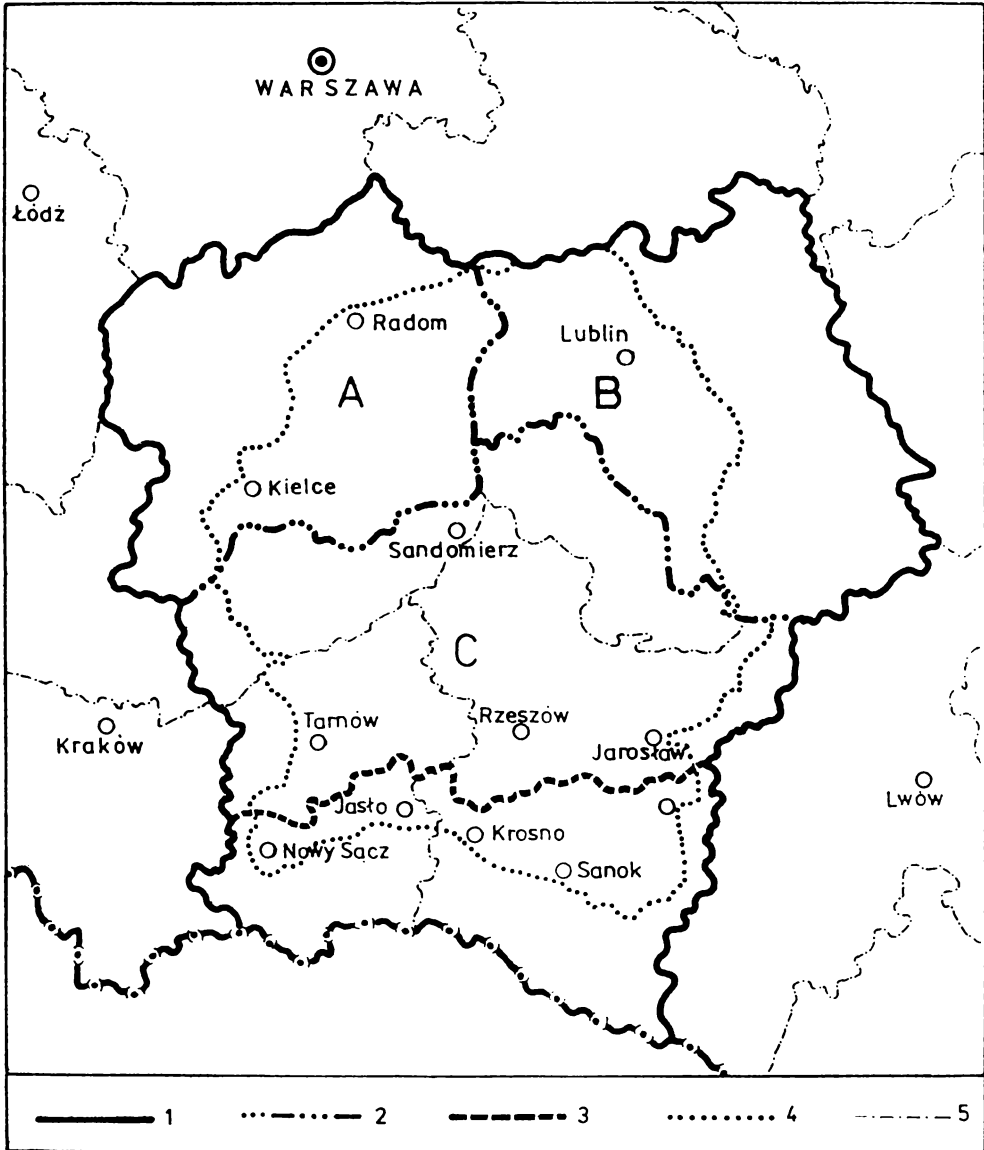 WARSZAWA
Łódź
Radom
Lublin
A
B
Kielce
Sandomierz
C
Tarnów
Rzeszów
Kraków
Jarosław
Jasło
Lwów
Krosno
Nowy Sącz
Sanok
1 2 3 4 5